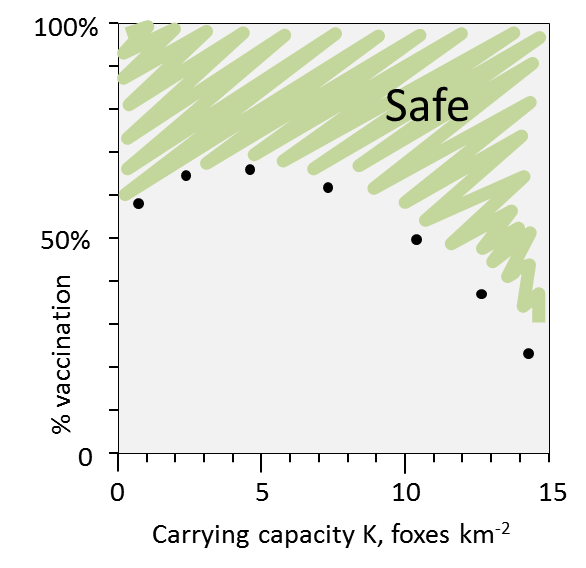 100%
Safe
50%
% vaccination
0
0 5 10 15
Carrying capacity K, foxes km-2